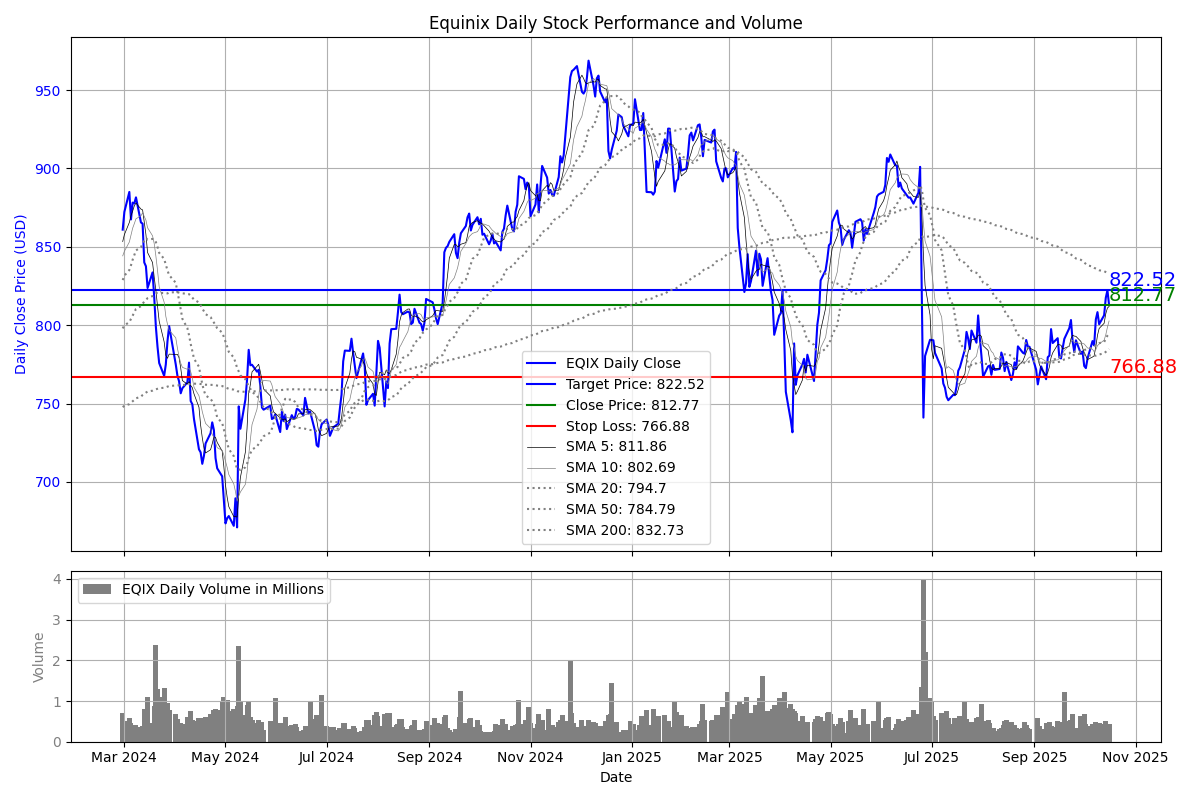 Equinix Daily Stock Performance and Volume
Daily Close Price (USD)
950
900
850
800
750
700
822.52
812.77
766.88
EQIX Daily Close
Target Price: 822.52
Close Price: 812.77
Stop Loss: 766.88
SMA 5: 811.86
SMA 10: 802.69
SMA 20: 794.7
SMA 50: 784.79
SMA 200: 832.73
Volume
4
3
2
1
0
EQIX Daily Volume in Millions
Mar 2024 May 2024 Jul 2024 Sep 2024 Nov 2024 Jan 2025 Mar 2025 May 2025 Jul 2025 Sep 2025 Nov 2025
Date